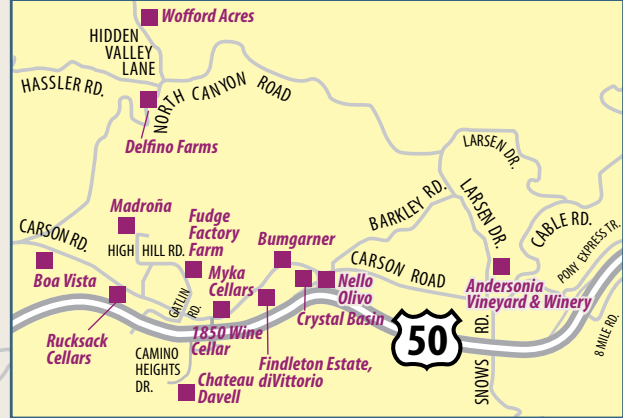 Wofford Acres
HIDDEN
VALLEY
LANE
HASSLER RD.
NORTH CANYON ROAD
Delfino Farms
LARSEN DR.
Madroña
Fudge
Factory
Farm
BARKLEY RD.
LARSEN DR.
CABLE RD.
CARSON RD.
HIGH HILL RD.
Bumgarner
PONY EXPRESS TR.
Boa Vista
Myka
Cellars
CARSON ROAD
Nello
Olivo
Andersonia
Vineyard & Winery
GATLIN
RD.
Crystal Basin
Rucksack
Cellars
1850 Wine
Cellar
50
8 MILE RD.
CAMINO
HEIGHTS
DR.
Findleton Estate,
diVittorio
SNOWS RD.
Chateau
Davell